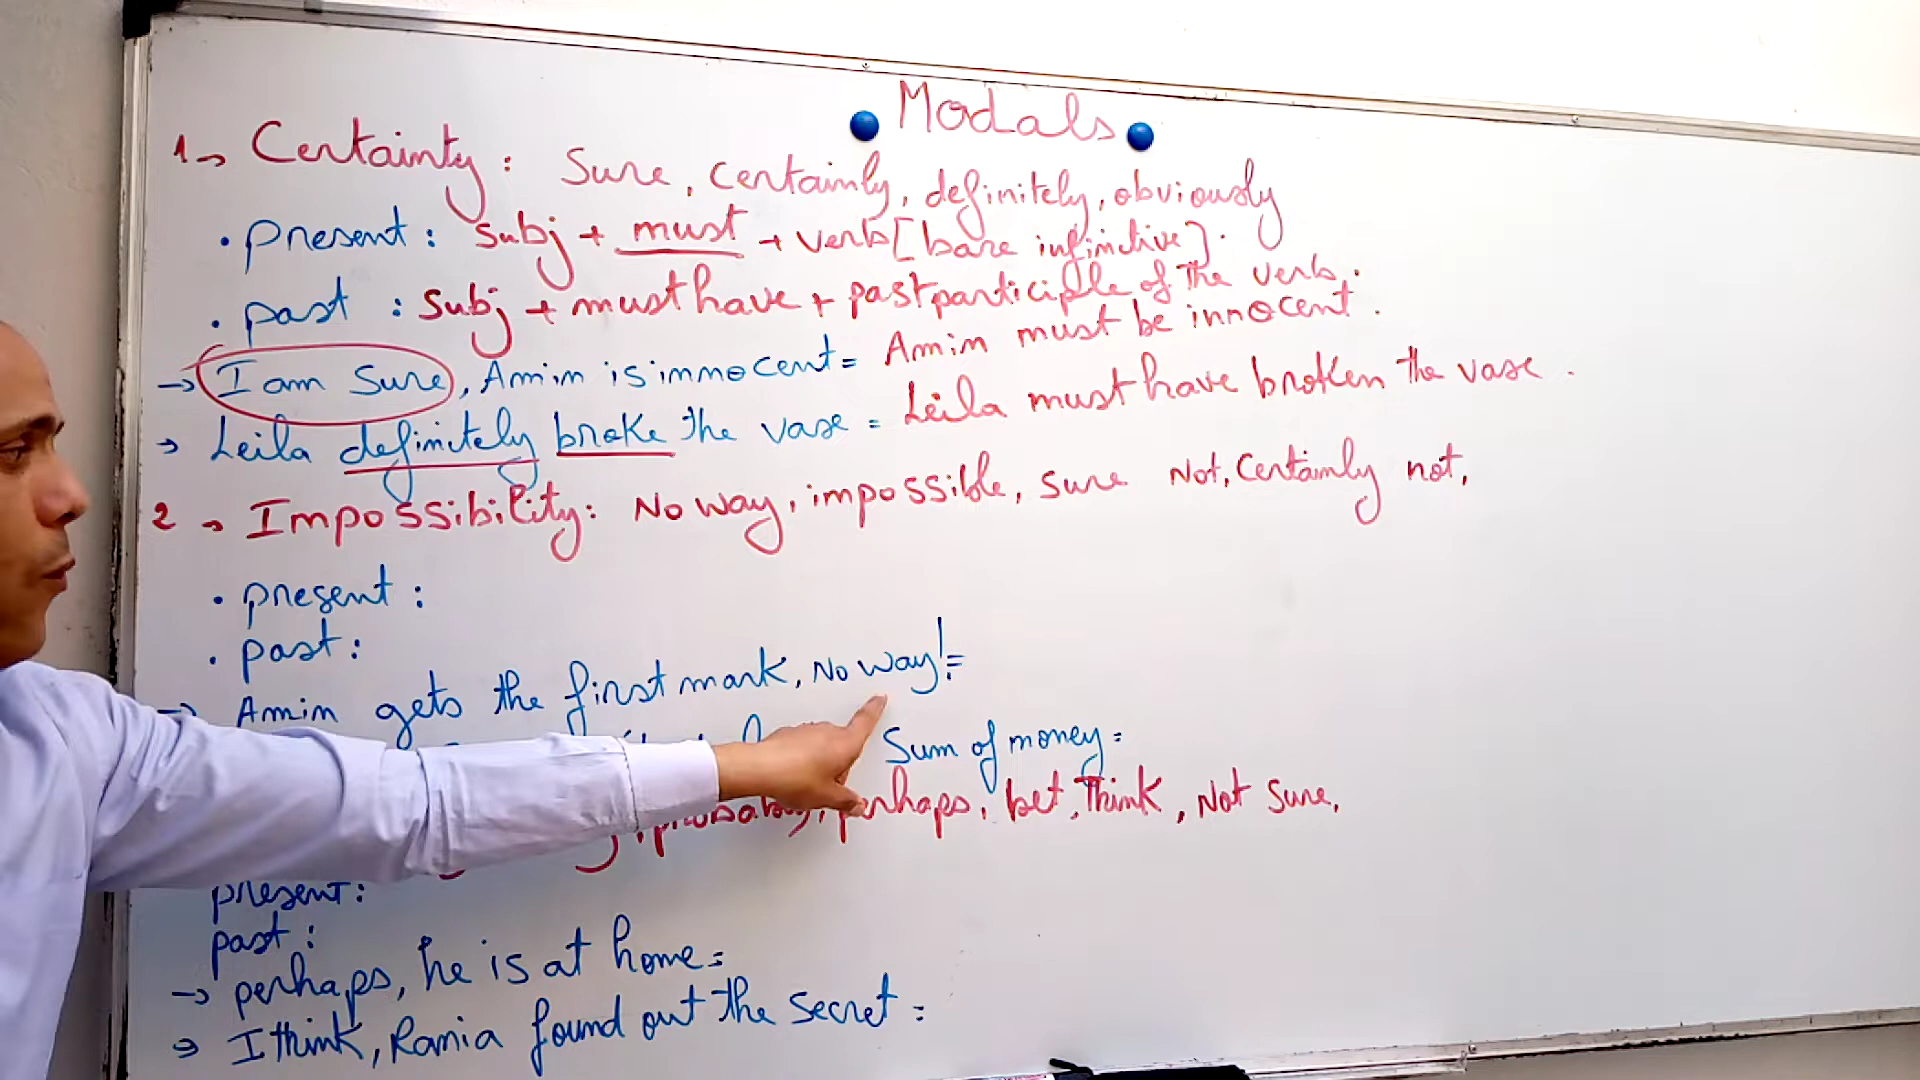 Modals
1→ Certainty: Sure, certainly, definitely, obviously
• present: subj + must + verb [bare infinitive].
• past: subj + must have + past participle of the verb.
→ I am sure, Amin is innocent = Amin must be innocent.
→ Leila definitely broke the vase = Leila must have broken the vase.
2→ Impossibility: No way, impossible, sure Not, certainly not,
• present:
• past:
→ Amin gets the first mark, No way! =
Sum of money =
probably, perhaps, bet, think, Not sure,
present:
past:
→ perhaps, he is at home =
→ I think, Rania found out the secret =